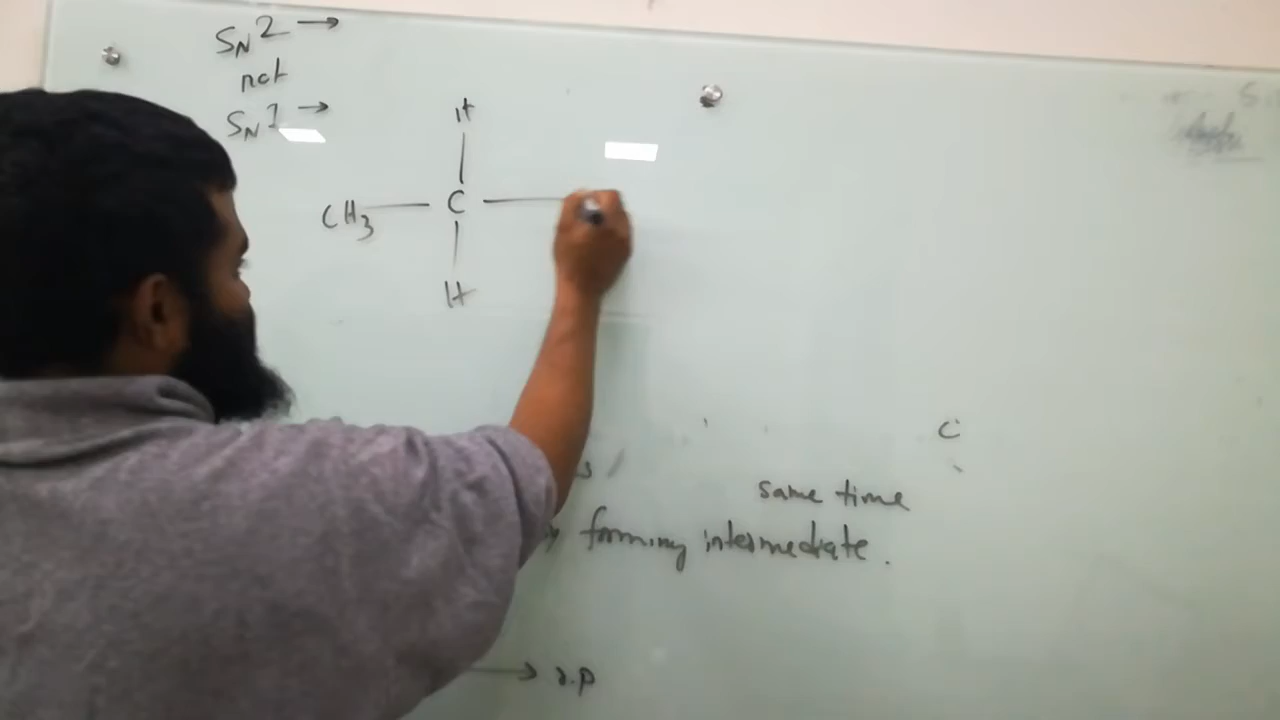 SN2 →
not
SN1 →
H
CH3 — C —
H
C
same time
forming intermediate.
→ r.p